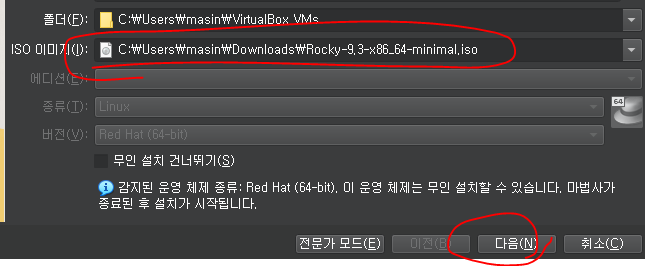 폴더(F): C:₩Users₩masin₩VirtualBox VMs
ISO 이미지(I): C:₩Users₩masin₩Downloads₩Rocky-9,3-x86_64-minimal,iso
에디션(E):
종류(T): Linux
64
버전(V): Red Hat (64-bit)
무인 설치 건너뛰기(S)
감지된 운영 체제 종류: Red Hat (64-bit), 이 운영 체제는 무인 설치할 수 있습니다, 마법사가
종료된 후 설치가 시작됩니다,
전문가 모드(E) 이전(B) 다음(N) 취소(C)